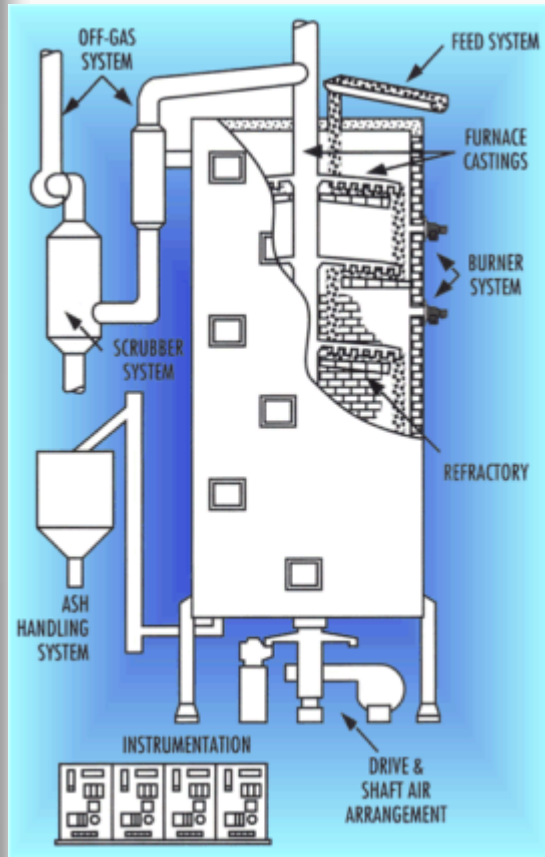 OFF-GAS
SYSTEM
FEED SYSTEM
FURNACE
CASTINGS
BURNER
SYSTEM
SCRUBBER
SYSTEM
REFRACTORY
ASH
HANDLING
SYSTEM
INSTRUMENTATION
DRIVE &
SHAFT AIR
ARRANGEMENT